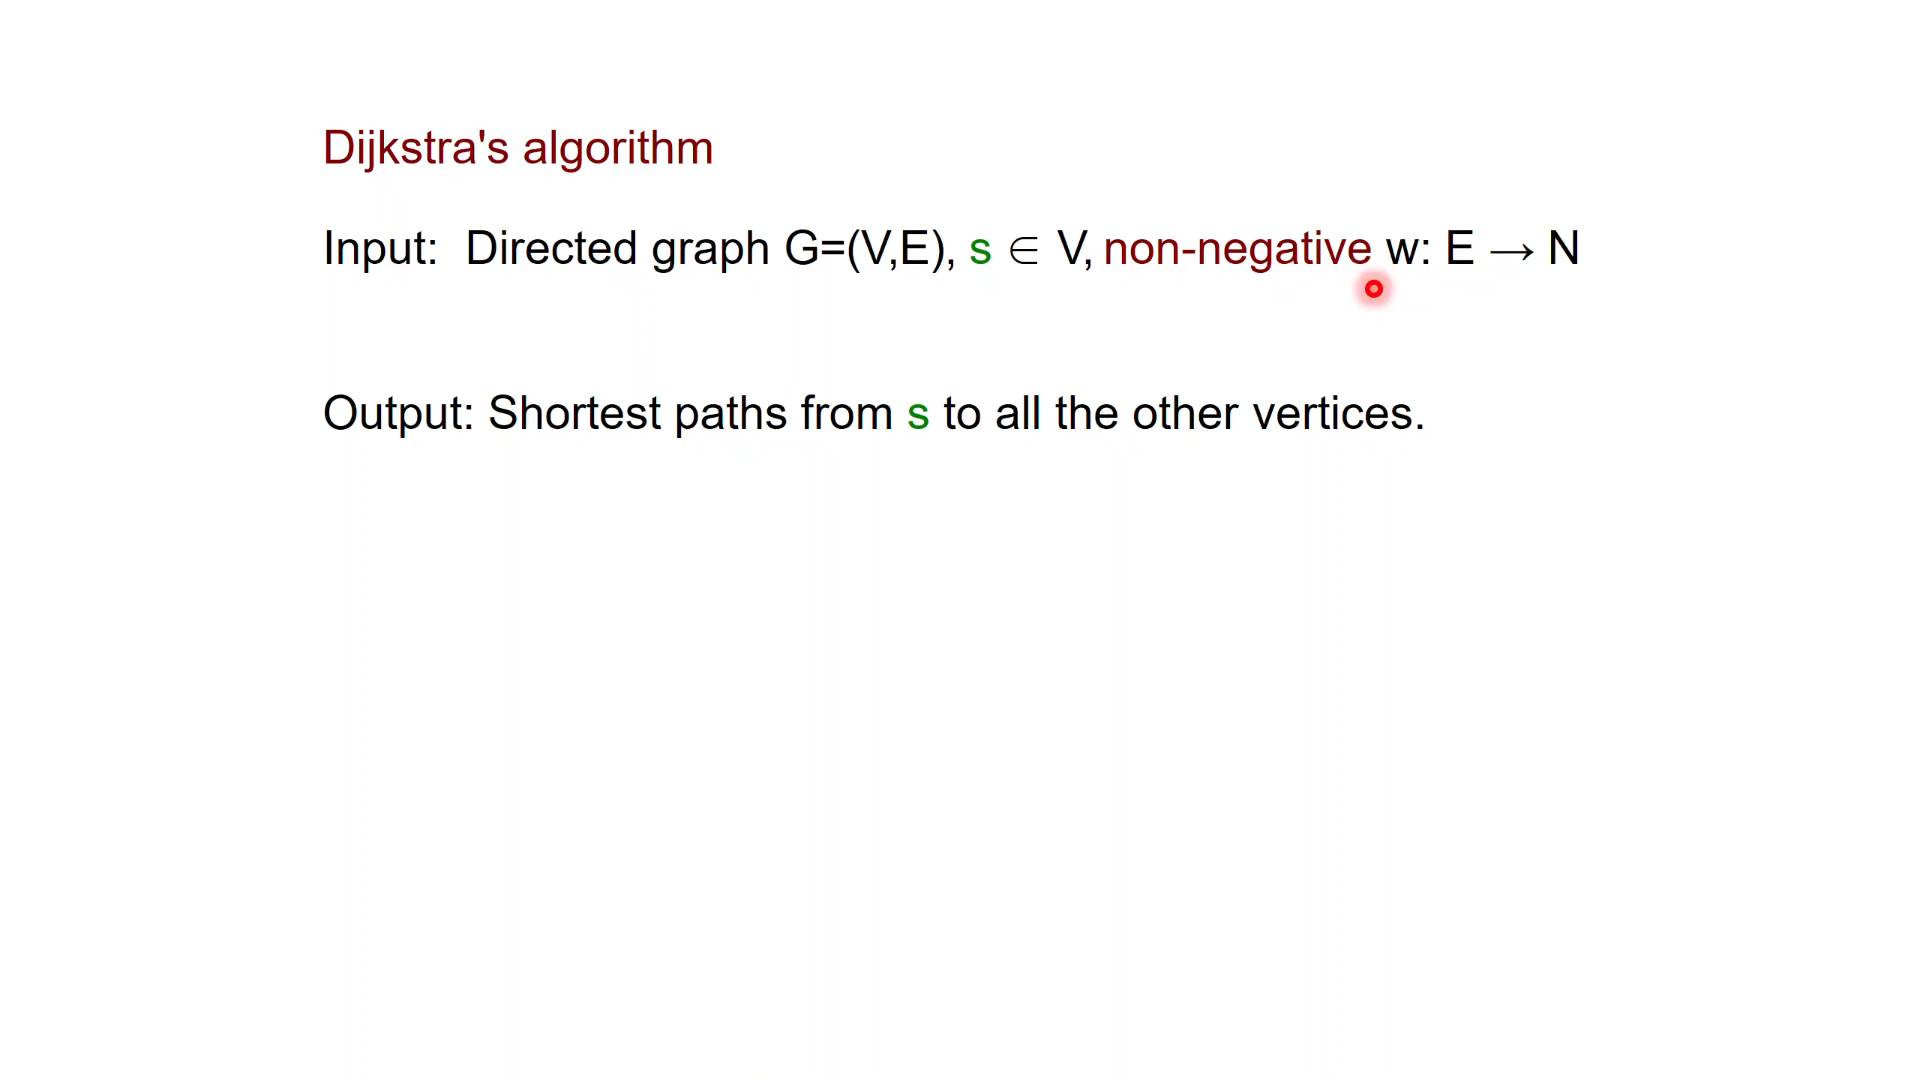 Dijkstra's algorithm
Input: Directed graph G=(V,E), s ∈ V, non-negative w: E → N
Output: Shortest paths from s to all the other vertices.